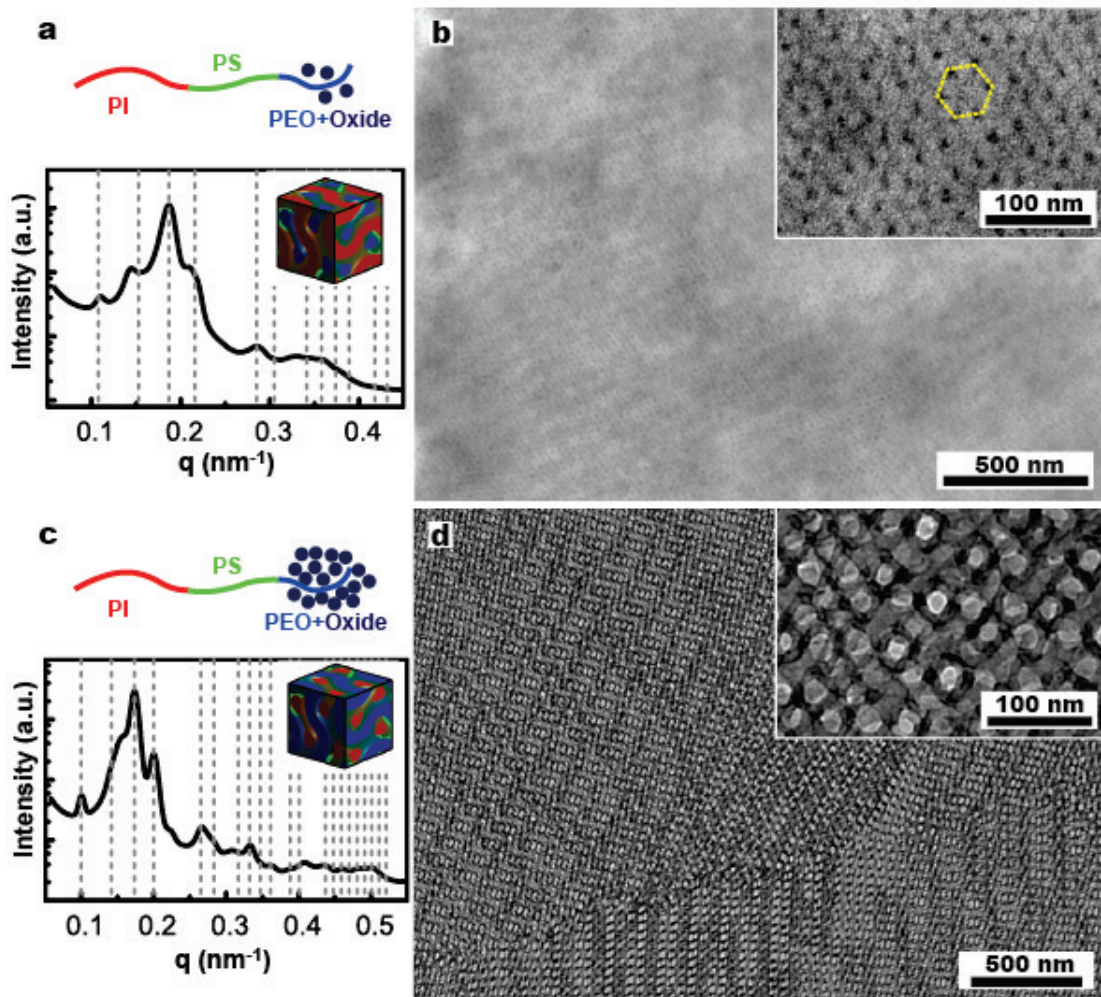 a
PS
PI
PEO+Oxide
Intensity (a.u.)
0.1 0.2 0.3 0.4
q (nm-1)
b
100 nm
500 nm
c
PS
PI
PEO+Oxide
Intensity (a.u.)
0.1 0.2 0.3 0.4 0.5
q (nm-1)
d
100 nm
500 nm